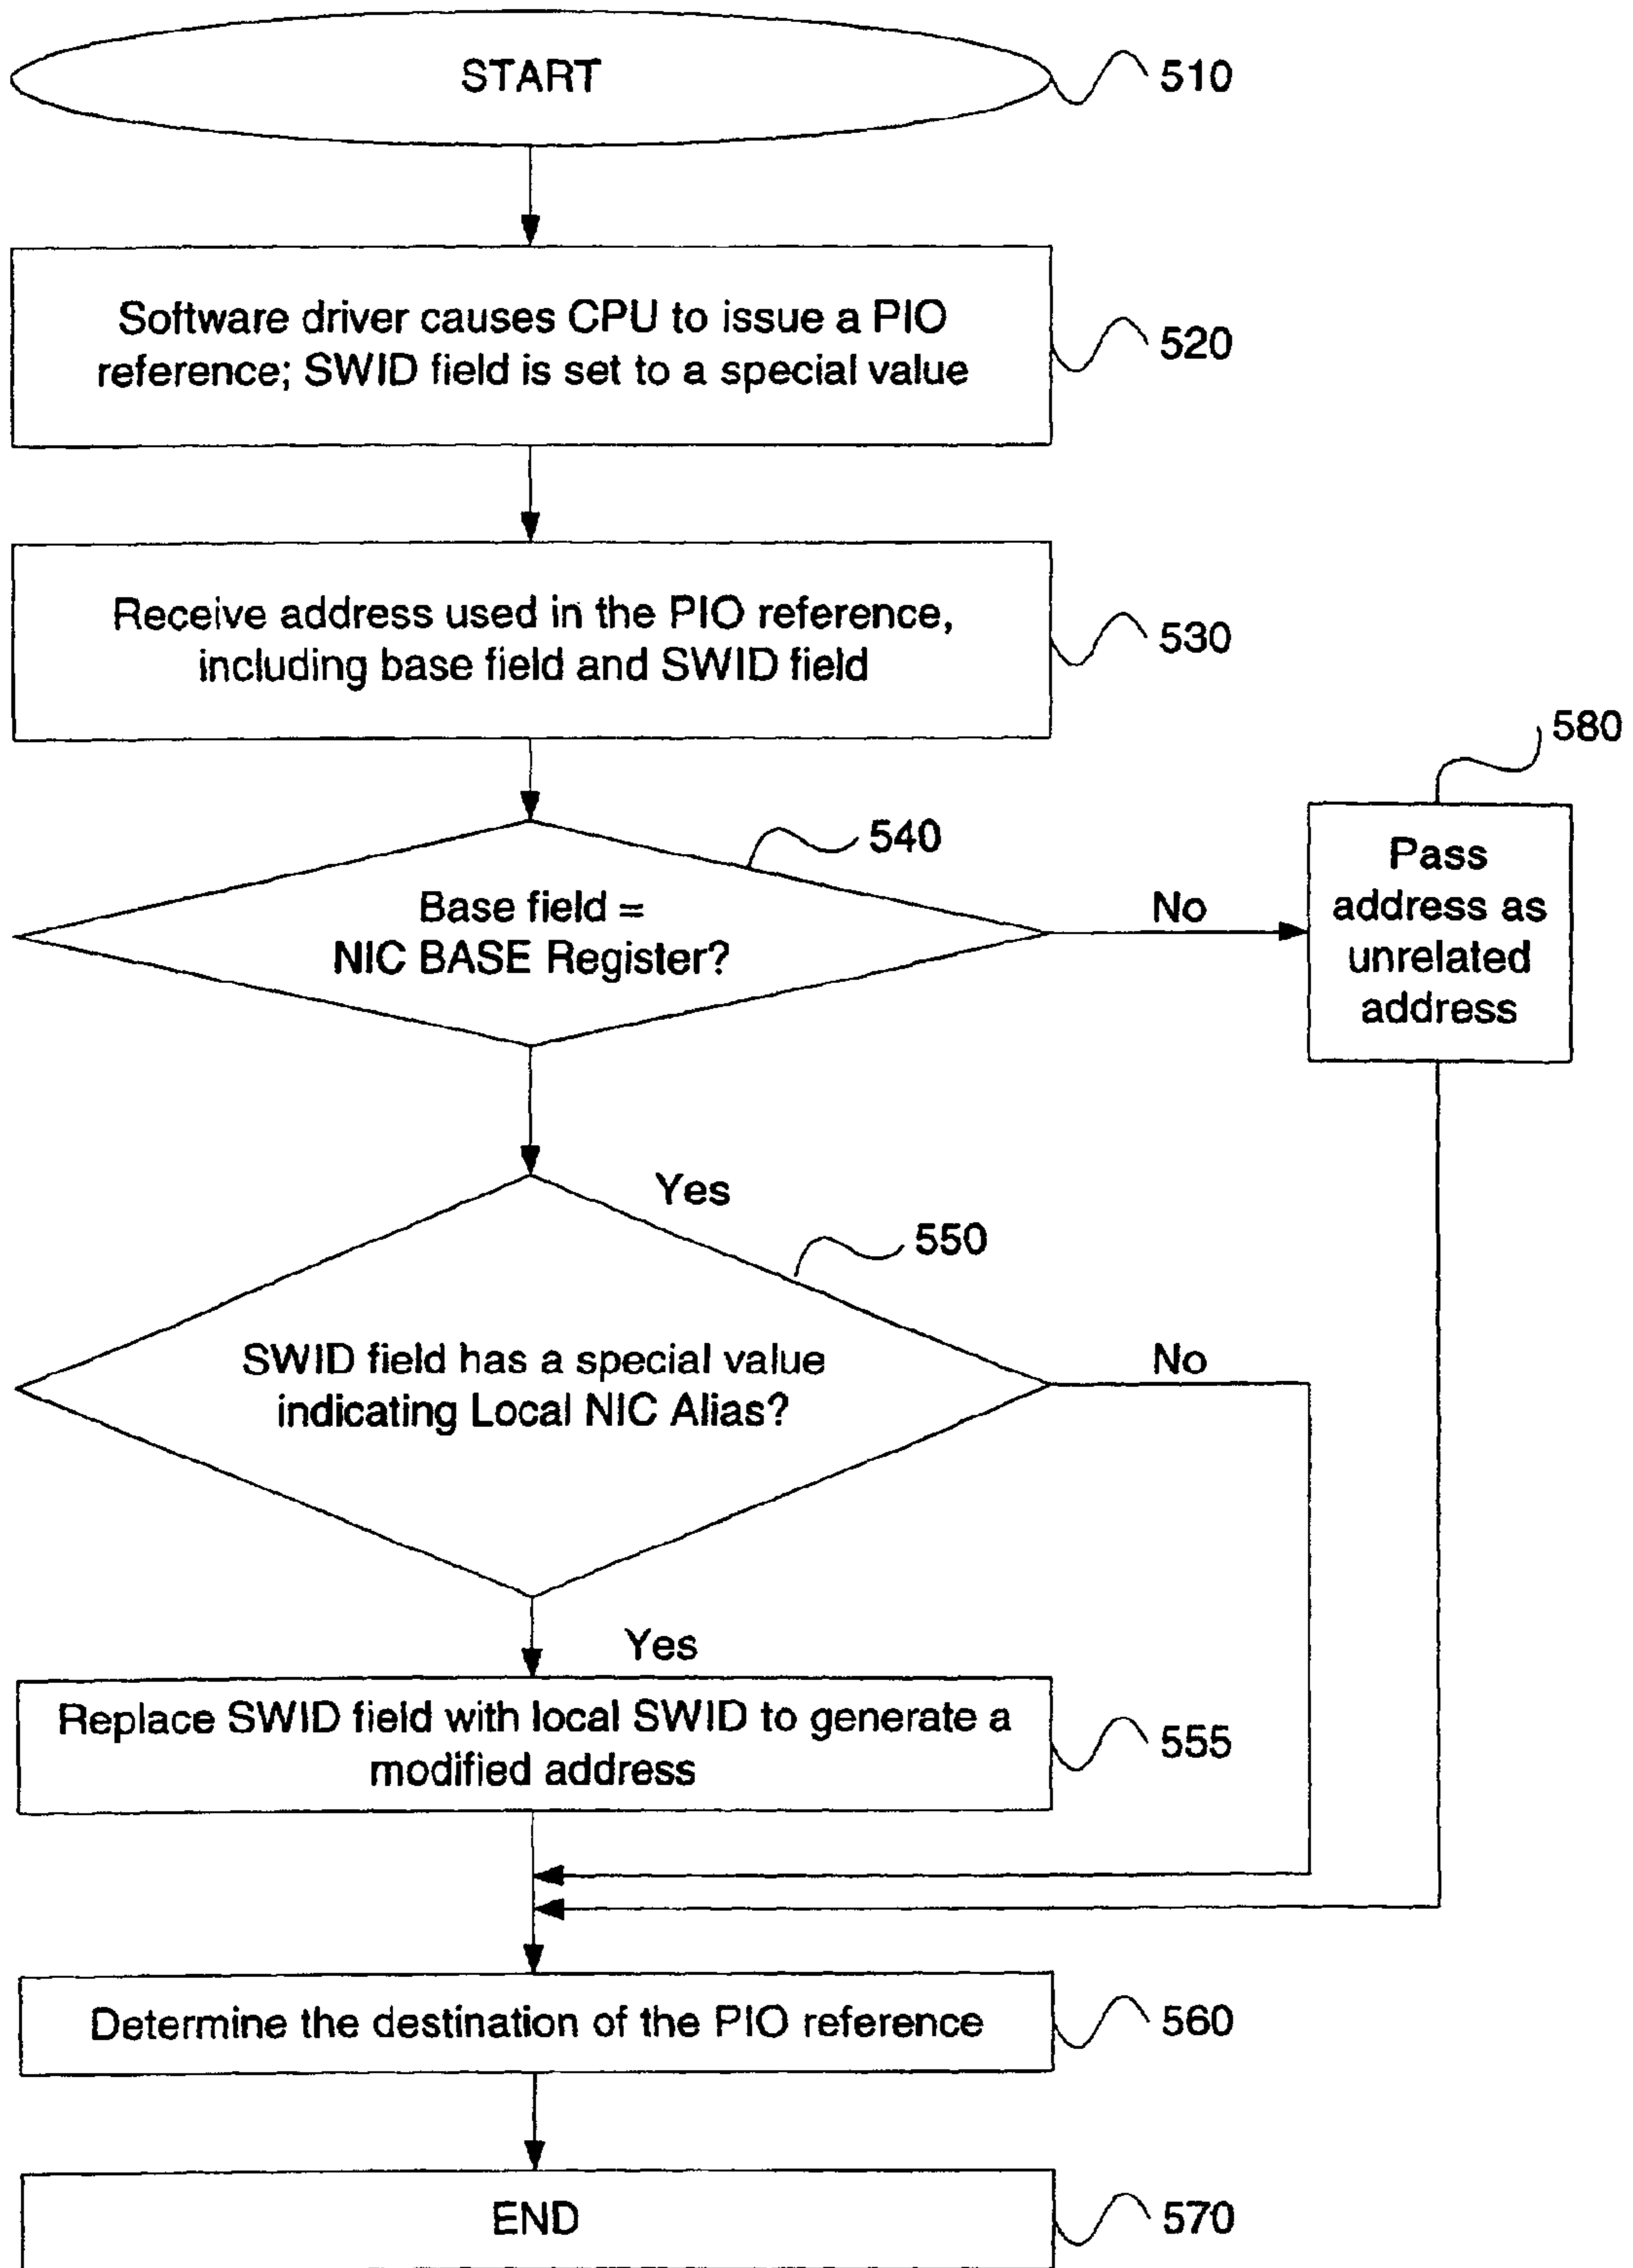 START
510
Software driver causes CPU to issue a PIO
reference; SWID field is set to a special value
520
Receive address used in the PIO reference,
including base field and SWID field
530
580
540
Base field =
NIC BASE Register?
No
Pass
address as
unrelated
address
Yes
550
SWID field has a special value
indicating Local NIC Alias?
No
Yes
Replace SWID field with local SWID to generate a
modified address
555
Determine the destination of the PIO reference
560
END
570